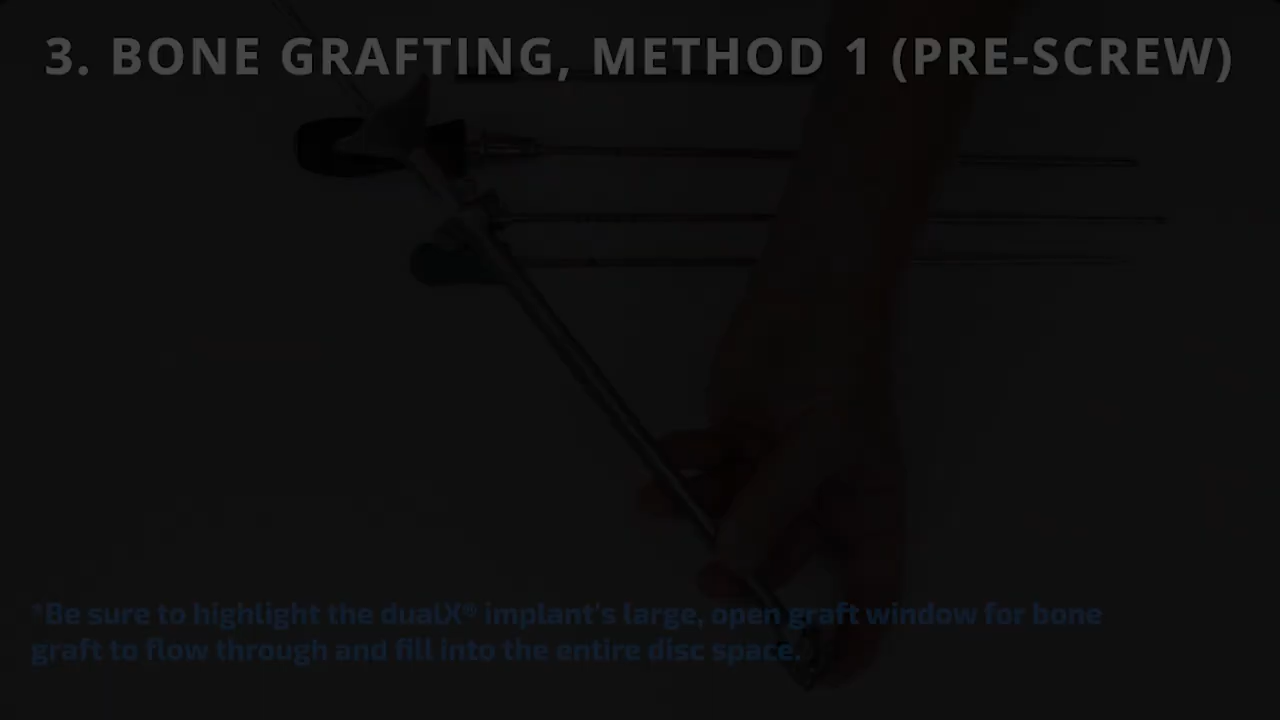 3. BONE GRAFTING, METHOD 1 (PRE-SCREW)
*Be sure to highlight the dualX® implant's large, open graft window for bone
graft to flow through and fill into the entire disc space.